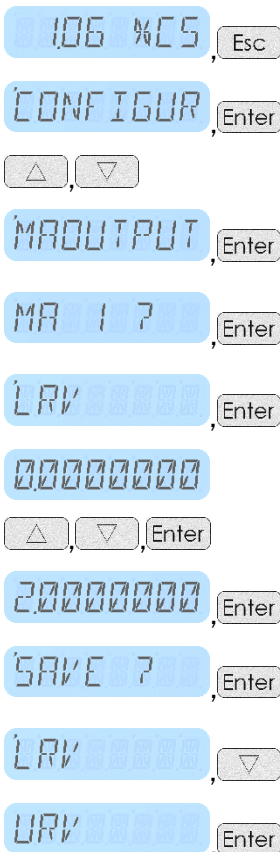 1.06 %CS, Esc
CONFIGUR, Enter
△, ▽
MAOUTPUT, Enter
MA 1 ?, Enter
LRV, Enter
0.0000000
△, ▽, Enter
2.0000000, Enter
SAVE ?, Enter
LRV, ▽
URV, Enter